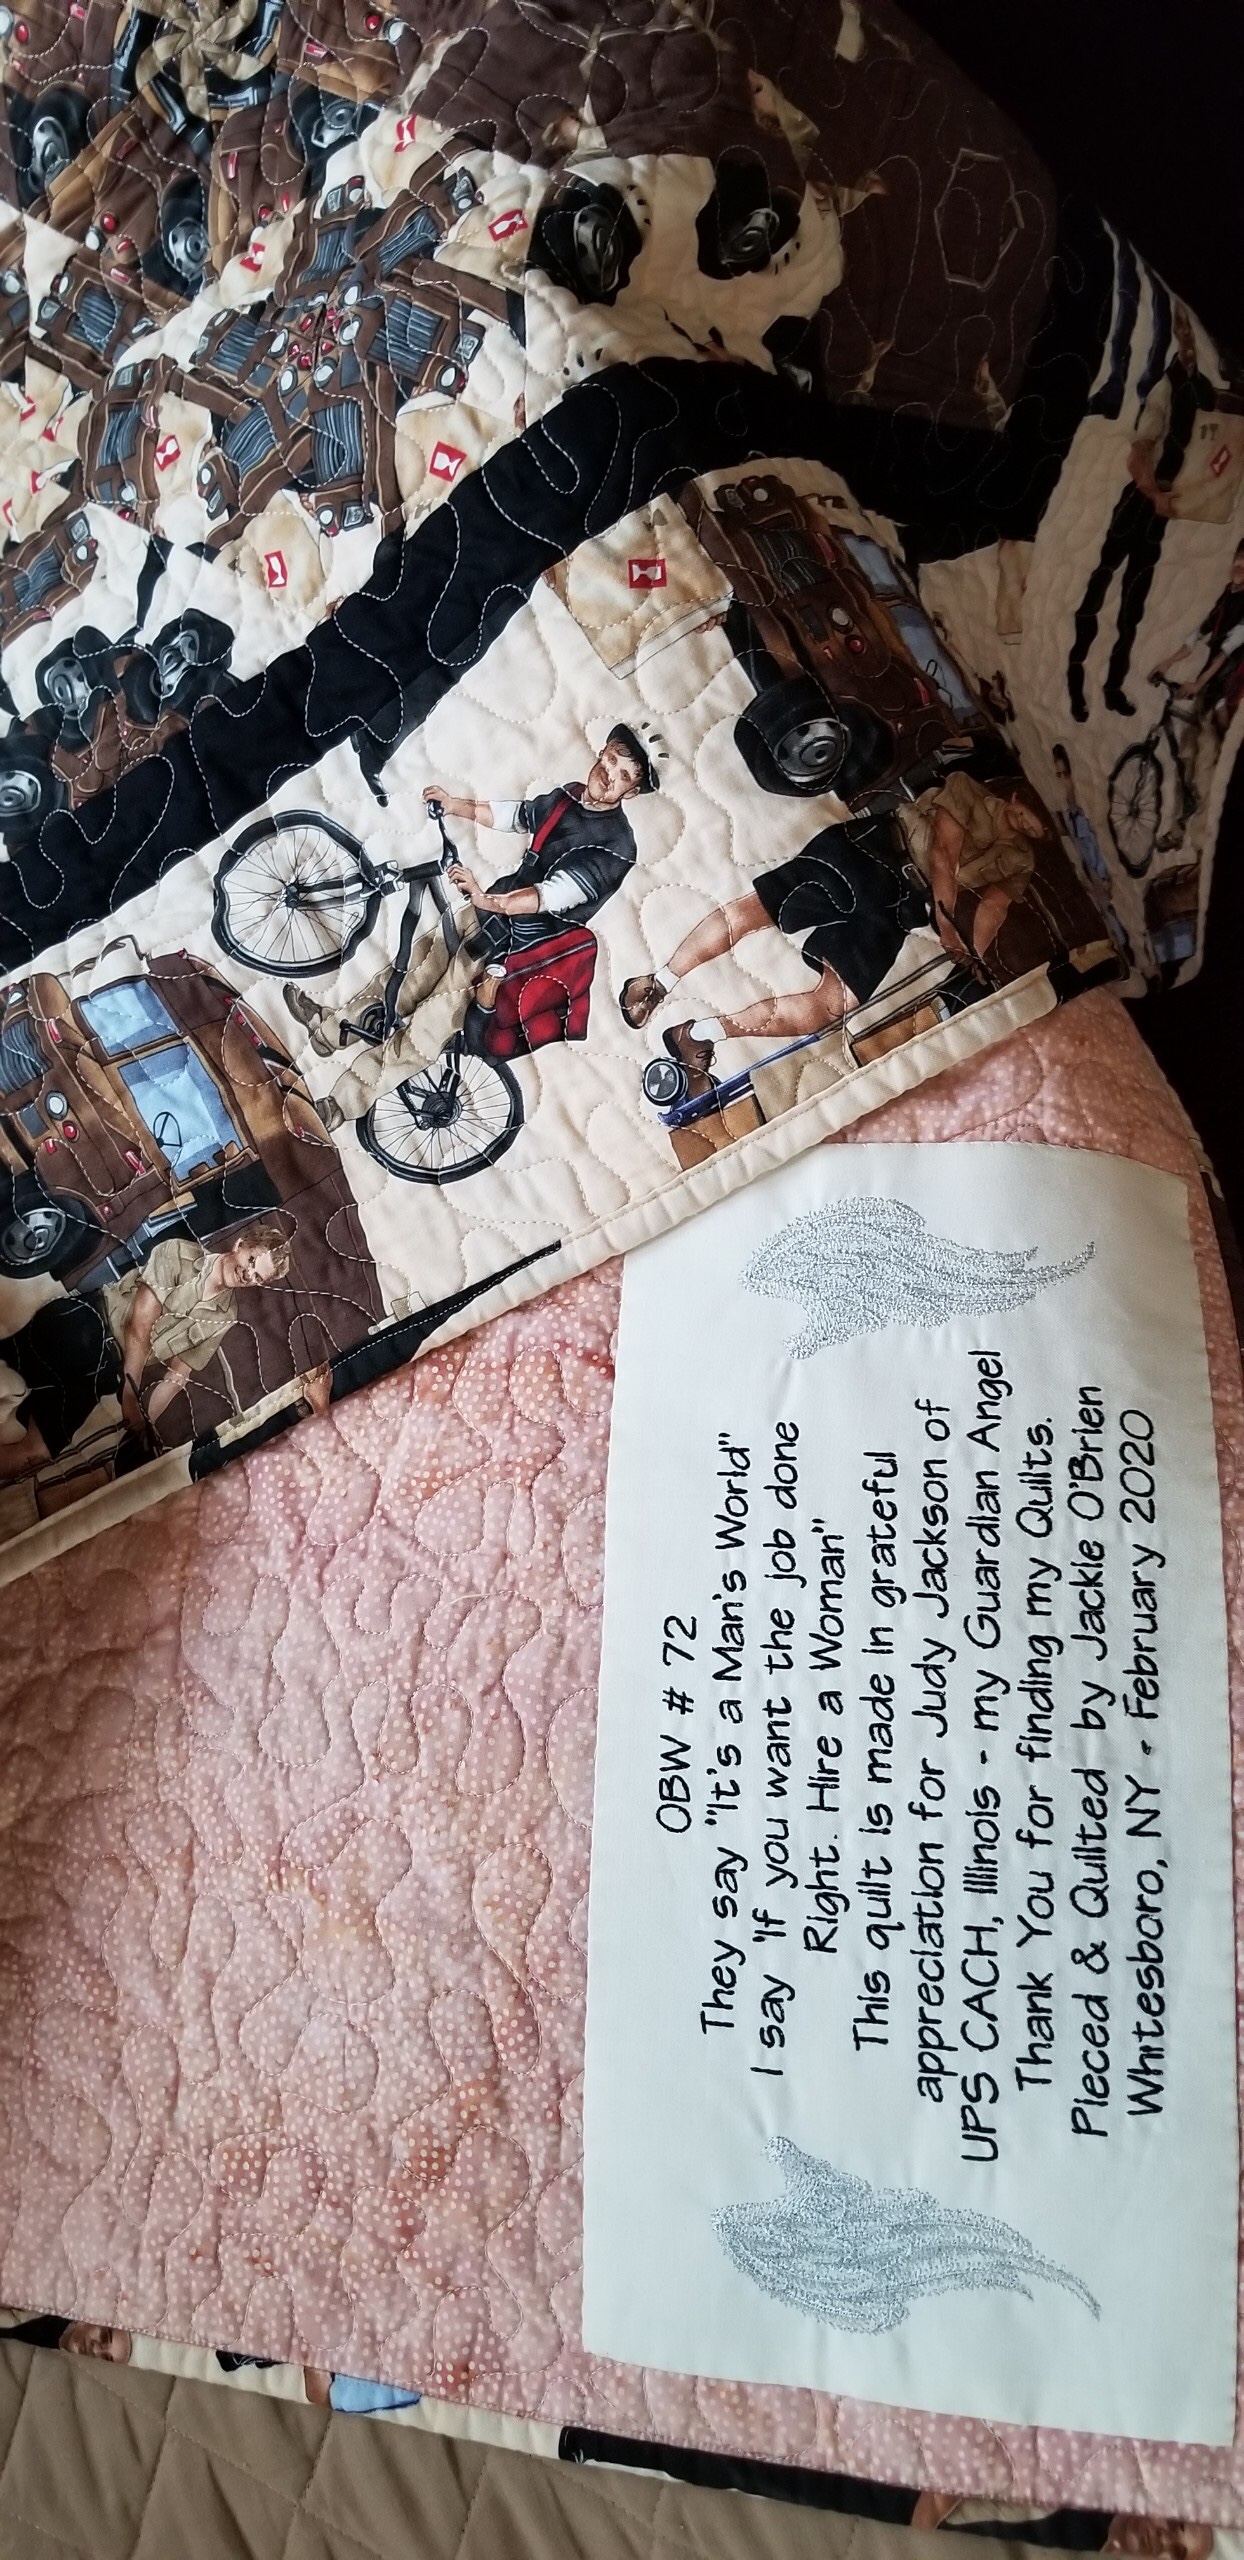 OBW # 72
They say "It's a Man's World"
I say "If you want the job done
Right. Hire a Woman"
This quilt is made in grateful
appreciation for Judy Jackson of
UPS CACH, Illinois - my Guardian Angel
Thank You for finding my Quilts.
Pieced & Quilted by Jackie O'Brien
Whitesboro, NY - February 2020